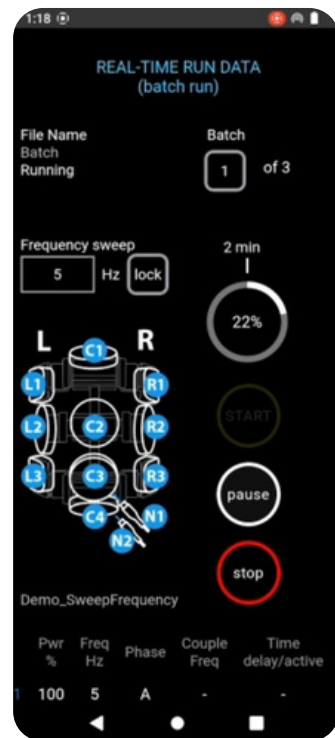 1:18
REAL-TIME RUN DATA
(batch run)
File Name
Batch
Running
Batch
1 of 3
Frequency sweep
5 Hz lock
2 min
22%
L R
C1
L1 R1
L2 C2 R2
L3 C3 R3
C4 N1
N2
START
pause
stop
Demo_SweepFrequency
Pwr % Freq Hz Phase Couple Freq Time delay/active
1 100 5 A - -